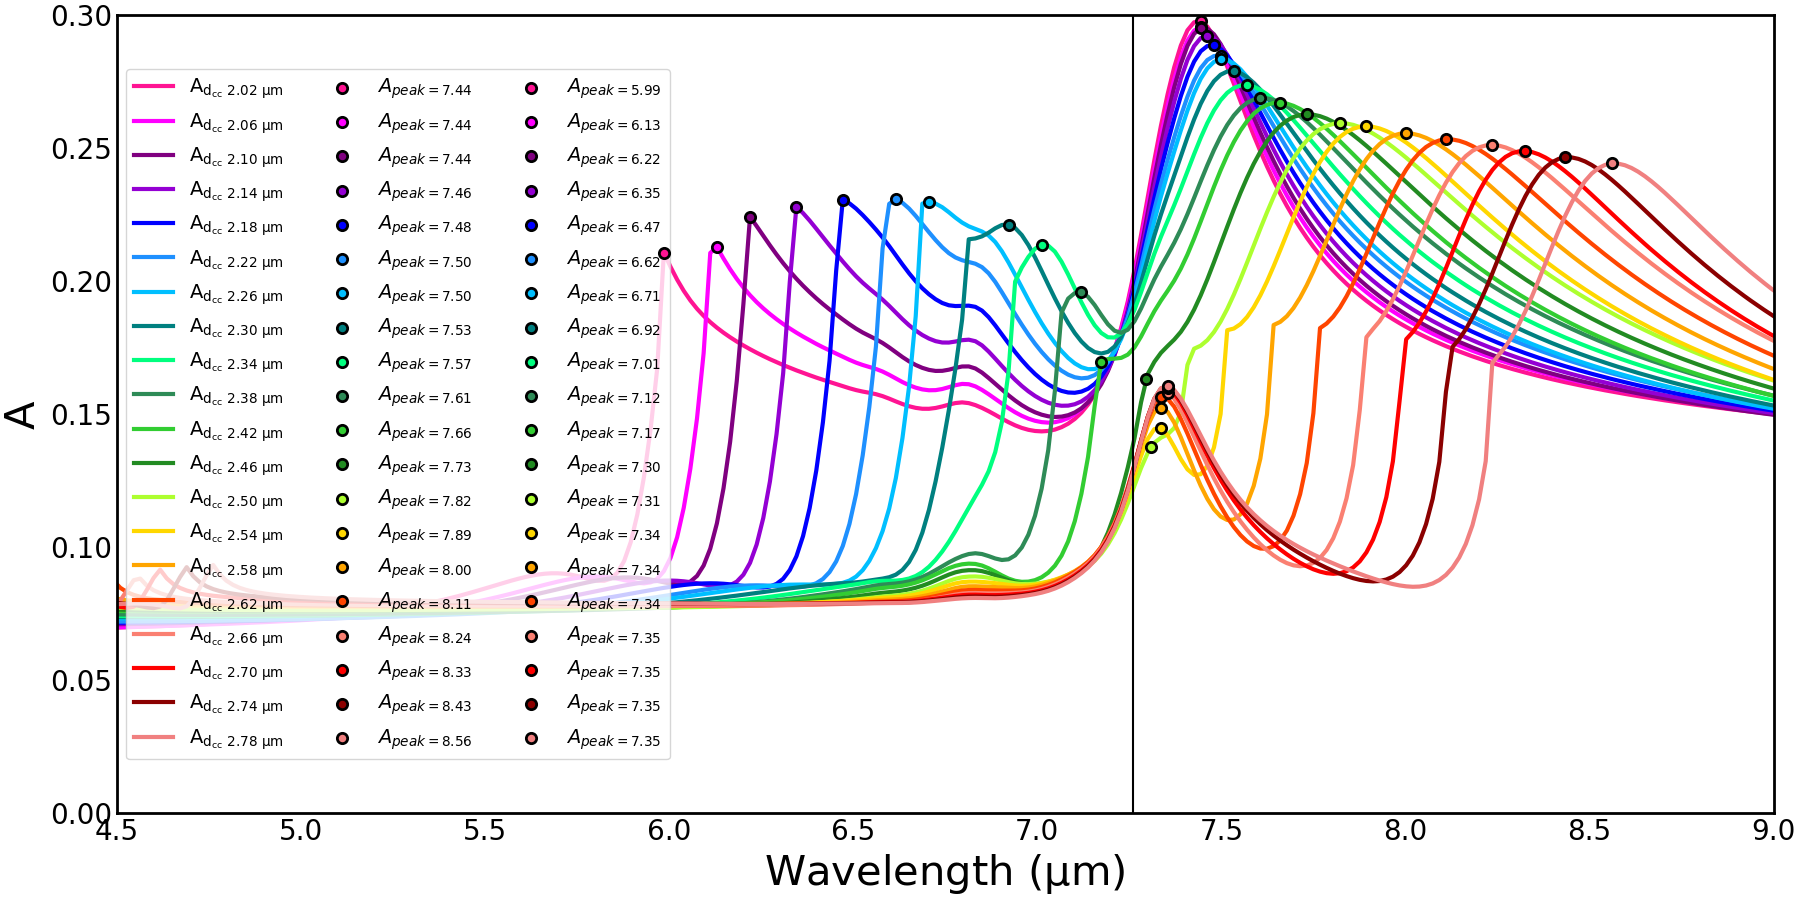 0.30
0.25
0.20
0.15
0.10
0.05
0.00
A
A_dcc 2.02 μm A_peak=7.44 A_peak=5.99
A_dcc 2.06 μm A_peak=7.44 A_peak=6.13
A_dcc 2.10 μm A_peak=7.44 A_peak=6.22
A_dcc 2.14 μm A_peak=7.46 A_peak=6.35
A_dcc 2.18 μm A_peak=7.48 A_peak=6.47
A_dcc 2.22 μm A_peak=7.50 A_peak=6.62
A_dcc 2.26 μm A_peak=7.50 A_peak=6.71
A_dcc 2.30 μm A_peak=7.53 A_peak=6.92
A_dcc 2.34 μm A_peak=7.57 A_peak=7.01
A_dcc 2.38 μm A_peak=7.61 A_peak=7.12
A_dcc 2.42 μm A_peak=7.66 A_peak=7.17
A_dcc 2.46 μm A_peak=7.73 A_peak=7.30
A_dcc 2.50 μm A_peak=7.82 A_peak=7.31
A_dcc 2.54 μm A_peak=7.89 A_peak=7.34
A_dcc 2.58 μm A_peak=8.00 A_peak=7.34
A_dcc 2.62 μm A_peak=8.11 A_peak=7.34
A_dcc 2.66 μm A_peak=8.24 A_peak=7.35
A_dcc 2.70 μm A_peak=8.33 A_peak=7.35
A_dcc 2.74 μm A_peak=8.43 A_peak=7.35
A_dcc 2.78 μm A_peak=8.56 A_peak=7.35
4.5 5.0 5.5 6.0 6.5 7.0 7.5 8.0 8.5 9.0
Wavelength (μm)